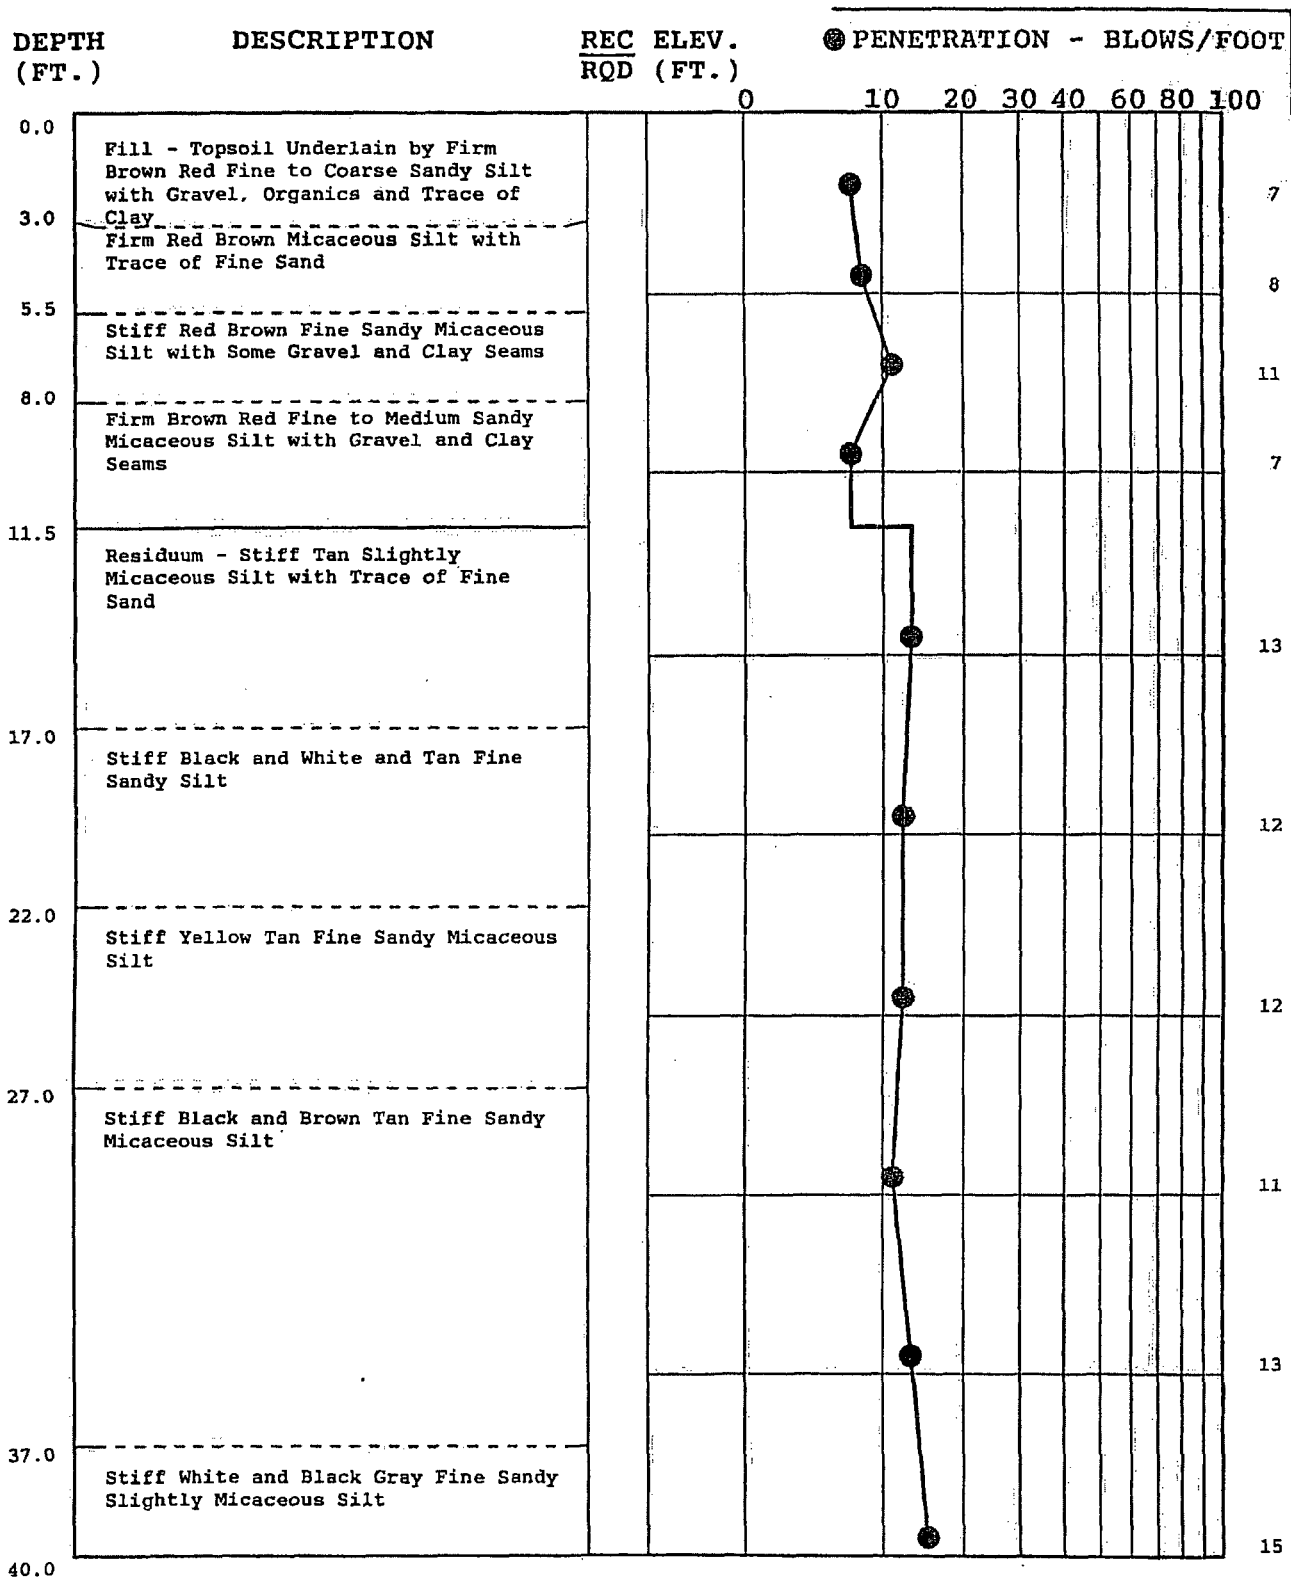 DEPTH DESCRIPTION REC ELEV. PENETRATION - BLOWS/FOOT
(FT.) RQD (FT.)
0 10 20 30 40 60 80 100
0.0
Fill - Topsoil Underlain by Firm
Brown Red Fine to Coarse Sandy Silt
with Gravel, Organics and Trace of
Clay
7
3.0
Firm Red Brown Micaceous Silt with
Trace of Fine Sand
8
5.5
Stiff Red Brown Fine Sandy Micaceous
Silt with Some Gravel and Clay Seams
11
8.0
Firm Brown Red Fine to Medium Sandy
Micaceous Silt with Gravel and Clay
Seams
7
11.5
Residuum - Stiff Tan Slightly
Micaceous Silt with Trace of Fine
Sand
13
17.0
Stiff Black and White and Tan Fine
Sandy Silt
12
22.0
Stiff Yellow Tan Fine Sandy Micaceous
Silt
12
27.0
Stiff Black and Brown Tan Fine Sandy
Micaceous Silt
11
13
37.0
Stiff White and Black Gray Fine Sandy
Slightly Micaceous Silt
15
40.0